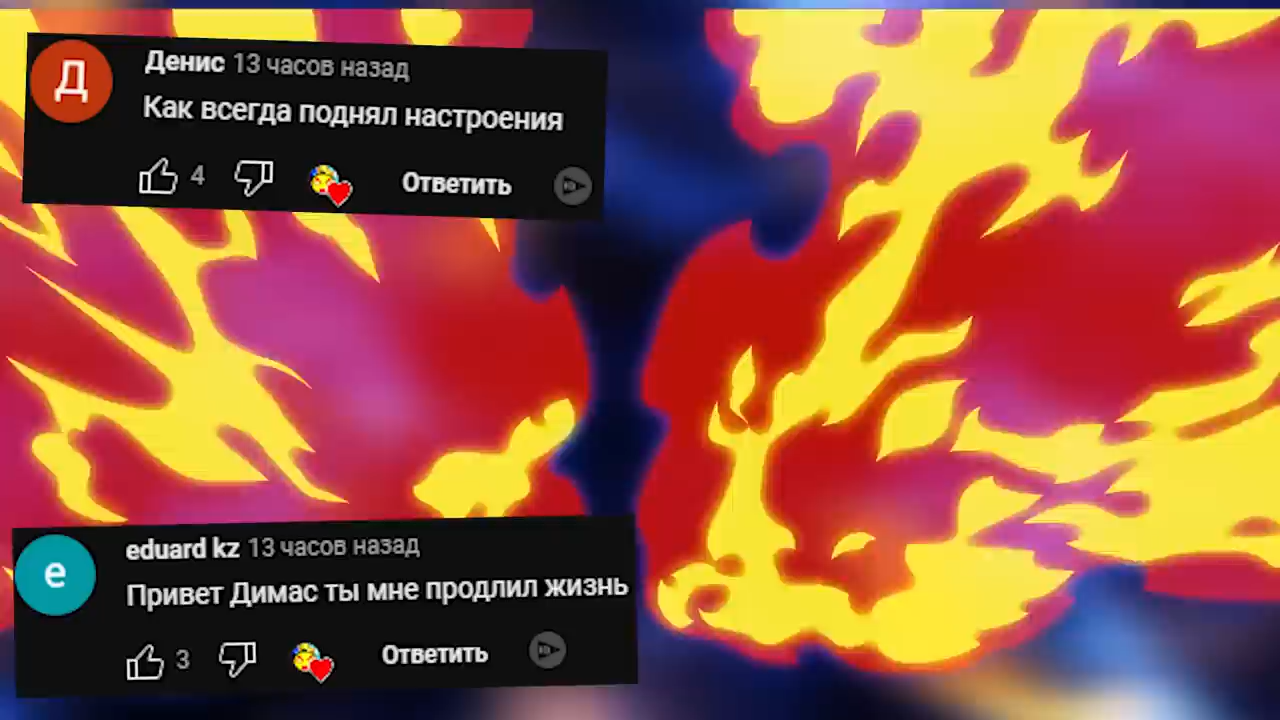 Д
Денис 13 часов назад
Как всегда поднял настроения
4
Ответить
e
eduard kz 13 часов назад
Привет Димас ты мне продлил жизнь
3
Ответить